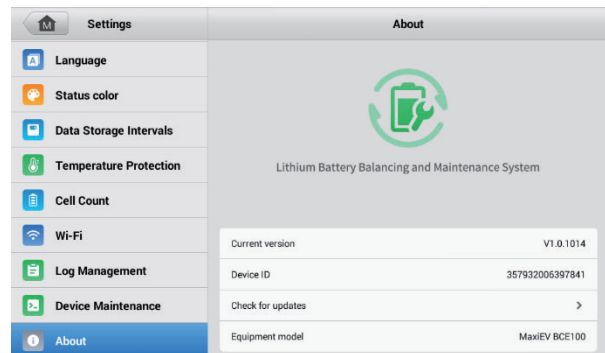 M Settings
About
Language
Status color
Data Storage Intervals
Temperature Protection
Cell Count
Wi-Fi
Log Management
Device Maintenance
About
Lithium Battery Balancing and Maintenance System
Current version V1.0.1014
Device ID 357932006397841
Check for updates >
Equipment model MaxiEV BCE100